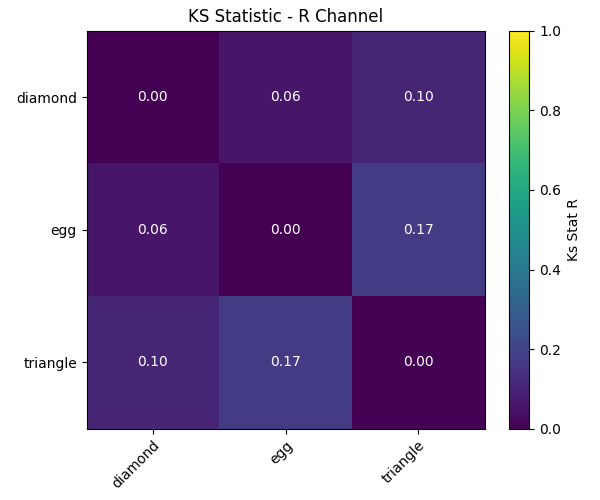 KS Statistic - R Channel
diamond 0.00 0.06 0.10
egg 0.06 0.00 0.17
triangle 0.10 0.17 0.00
diamond egg triangle
1.0
0.8
0.6
0.4
0.2
0.0
Ks Stat R